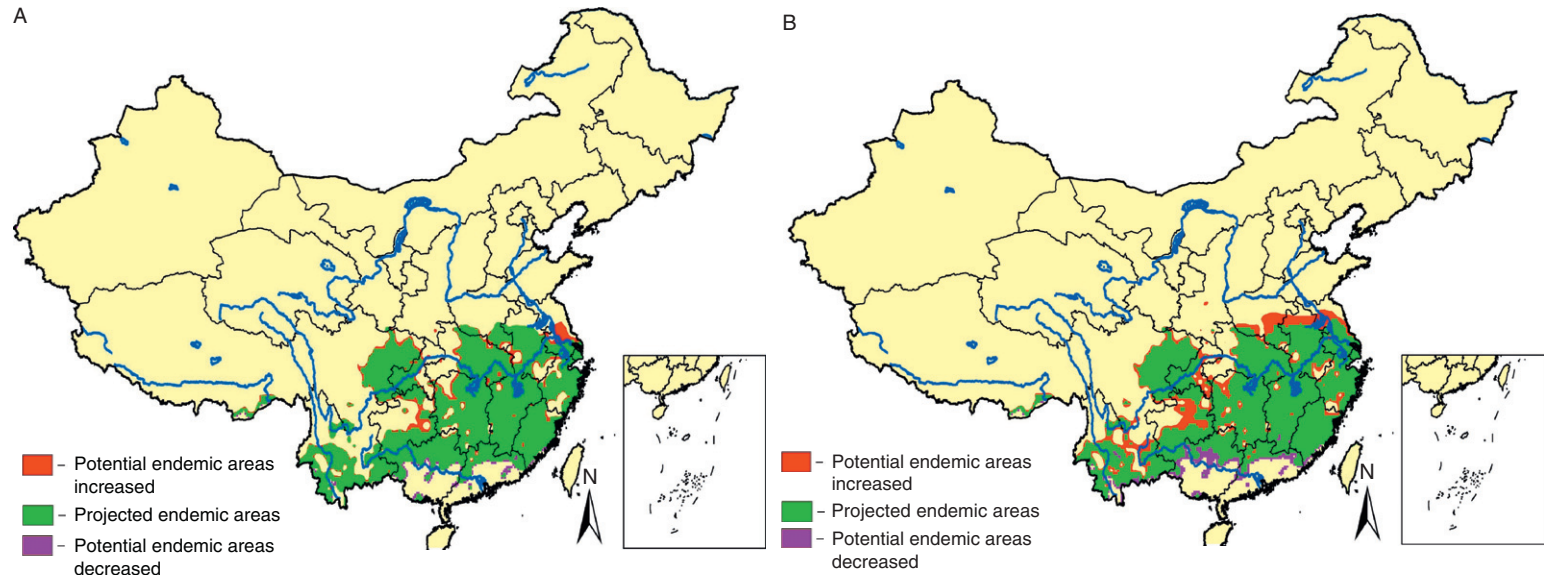 A
N
– Potential endemic areas
increased
– Projected endemic areas
– Potential endemic areas
decreased
B
N
– Potential endemic areas
increased
– Projected endemic areas
– Potential endemic areas
decreased